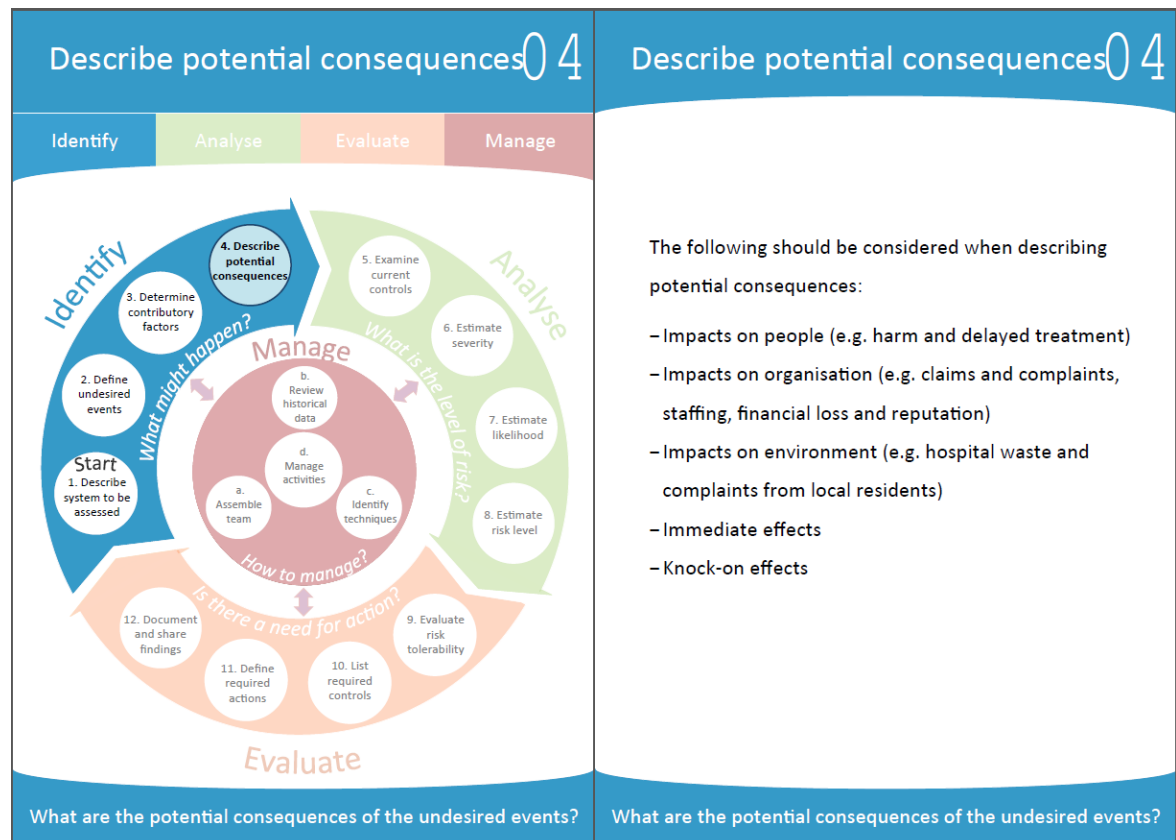 Describe potential consequences 04
Identify
Analyse
Evaluate
Manage
Identify
What might happen?
Start
1. Describe
system to be
assessed
2. Define
undesired
events
3. Determine
contributory
factors
4. Describe
potential
consequences
Analyse
What is the level of risk?
5. Examine
current
controls
6. Estimate
severity
7. Estimate
likelihood
8. Estimate
risk level
Manage
b.
Review
historical
data
d.
Manage
activities
a.
Assemble
team
c.
Identify
techniques
How to manage?
Is there a need for action?
9. Evaluate
risk
tolerability
10. List
required
controls
11. Define
required
actions
12. Document
and share
findings
Evaluate
What are the potential consequences of the undesired events?
Describe potential consequences 04
The following should be considered when describing
potential consequences:
– Impacts on people (e.g. harm and delayed treatment)
– Impacts on organisation (e.g. claims and complaints,
staffing, financial loss and reputation)
– Impacts on environment (e.g. hospital waste and
complaints from local residents)
– Immediate effects
– Knock-on effects
What are the potential consequences of the undesired events?